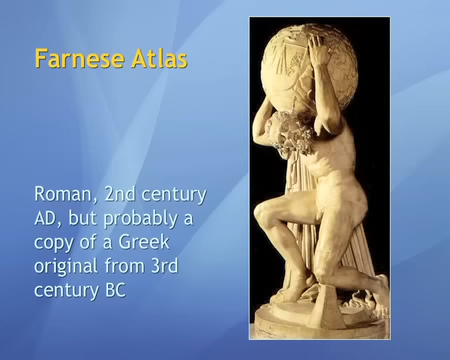 Farnese Atlas
Roman, 2nd century
AD, but probably a
copy of a Greek
original from 3rd
century BC